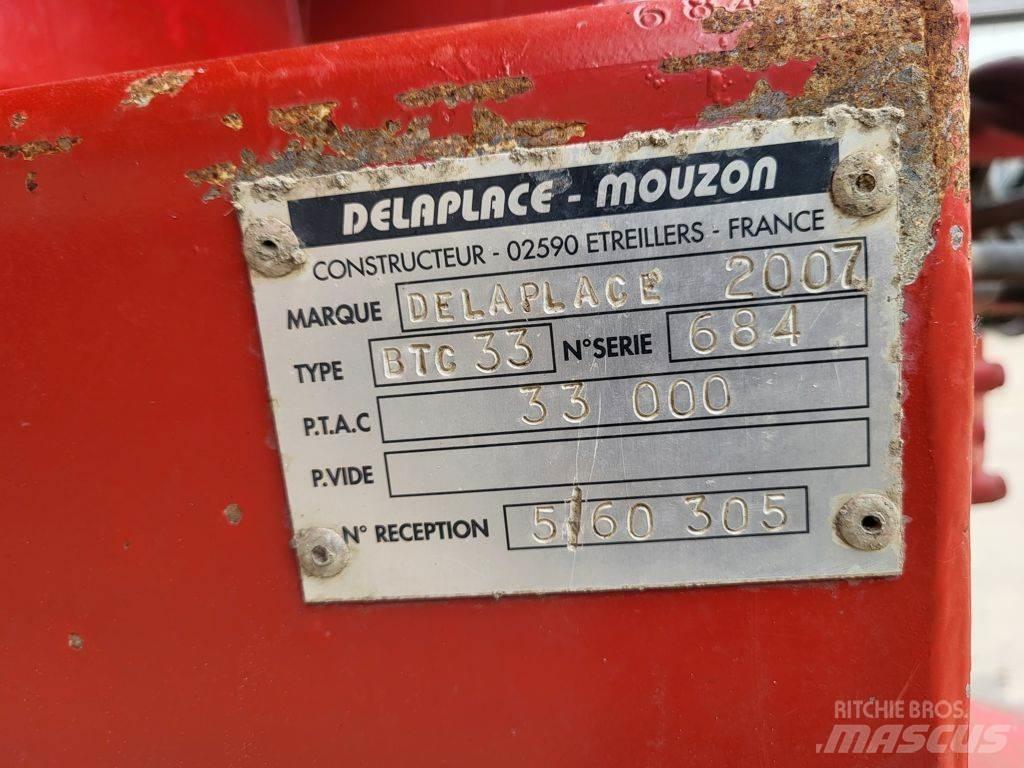 684
DELAPLACE - MOUZON
CONSTRUCTEUR - 02590 ETREILLERS - FRANCE
MARQUE DELAPLACE 2007
TYPE BTC 33 N° SERIE 684
P.T.A.C 33 000
P.VIDE
N° RECEPTION 5/60 305
RITCHIE BROS.
MASCUS